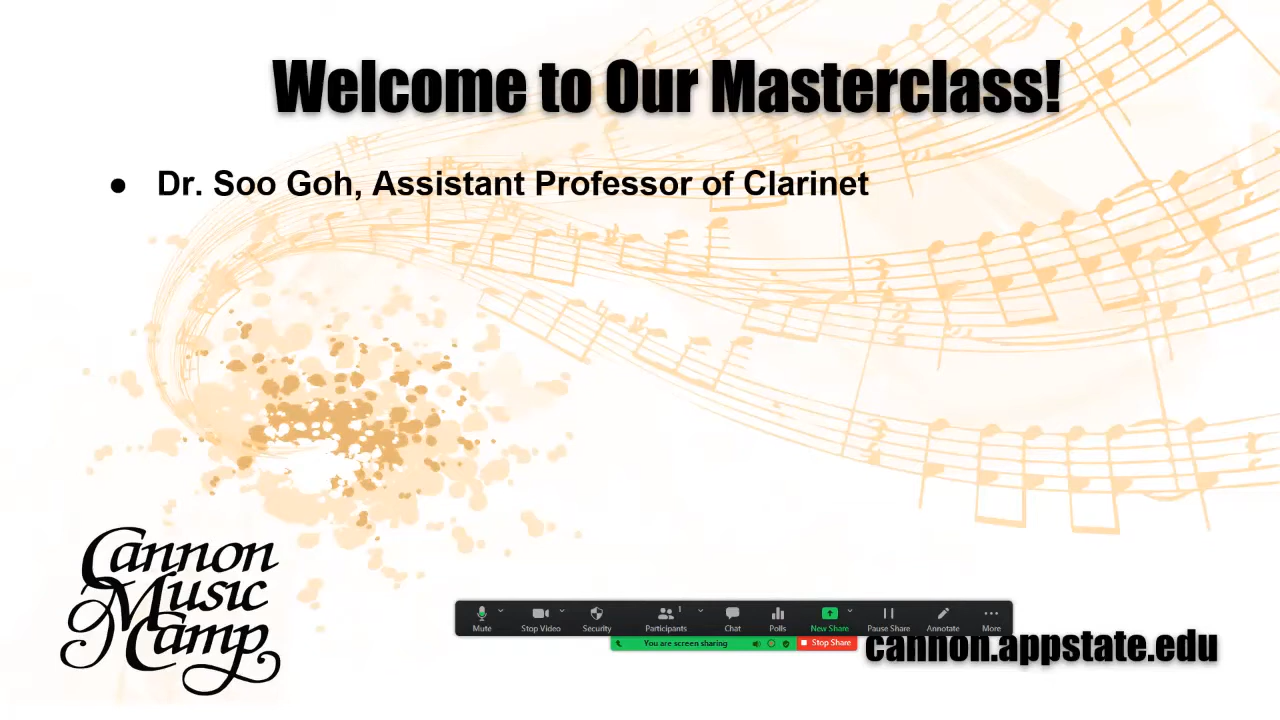 Welcome to Our Masterclass!
● Dr. Soo Goh, Assistant Professor of Clarinet
Cannon
Music
Camp
1
Mute Stop Video Security Participants Chat Polls New Share Pause Share Annotate More
You are screen sharing Stop Share
cannon.appstate.edu